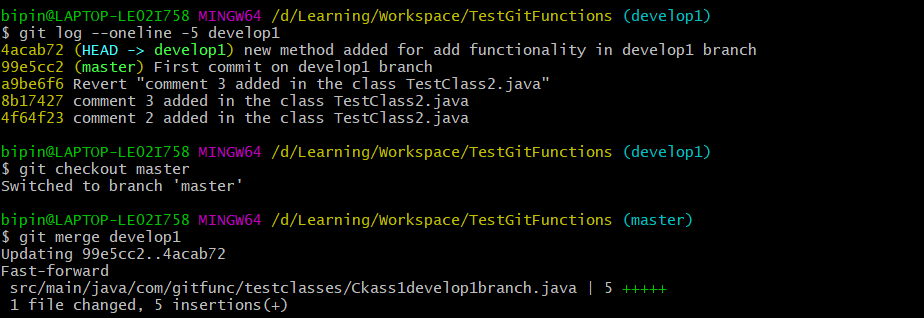 bipin@LAPTOP-LE02I758 MINGW64 /d/Learning/Workspace/TestGitFunctions (develop1)
$ git log --oneline -5 develop1
4acab72 (HEAD -> develop1) new method added for add functionality in develop1 branch
99e5cc2 (master) First commit on develop1 branch
a9be6f6 Revert "comment 3 added in the class TestClass2.java"
8b17427 comment 3 added in the class TestClass2.java
4f64f23 comment 2 added in the class TestClass2.java
bipin@LAPTOP-LE02I758 MINGW64 /d/Learning/Workspace/TestGitFunctions (develop1)
$ git checkout master
Switched to branch 'master'
bipin@LAPTOP-LE02I758 MINGW64 /d/Learning/Workspace/TestGitFunctions (master)
$ git merge develop1
Updating 99e5cc2..4acab72
Fast-forward
src/main/java/com/gitfunc/testclasses/Ckass1develop1branch.java | 5 +++++
1 file changed, 5 insertions(+)